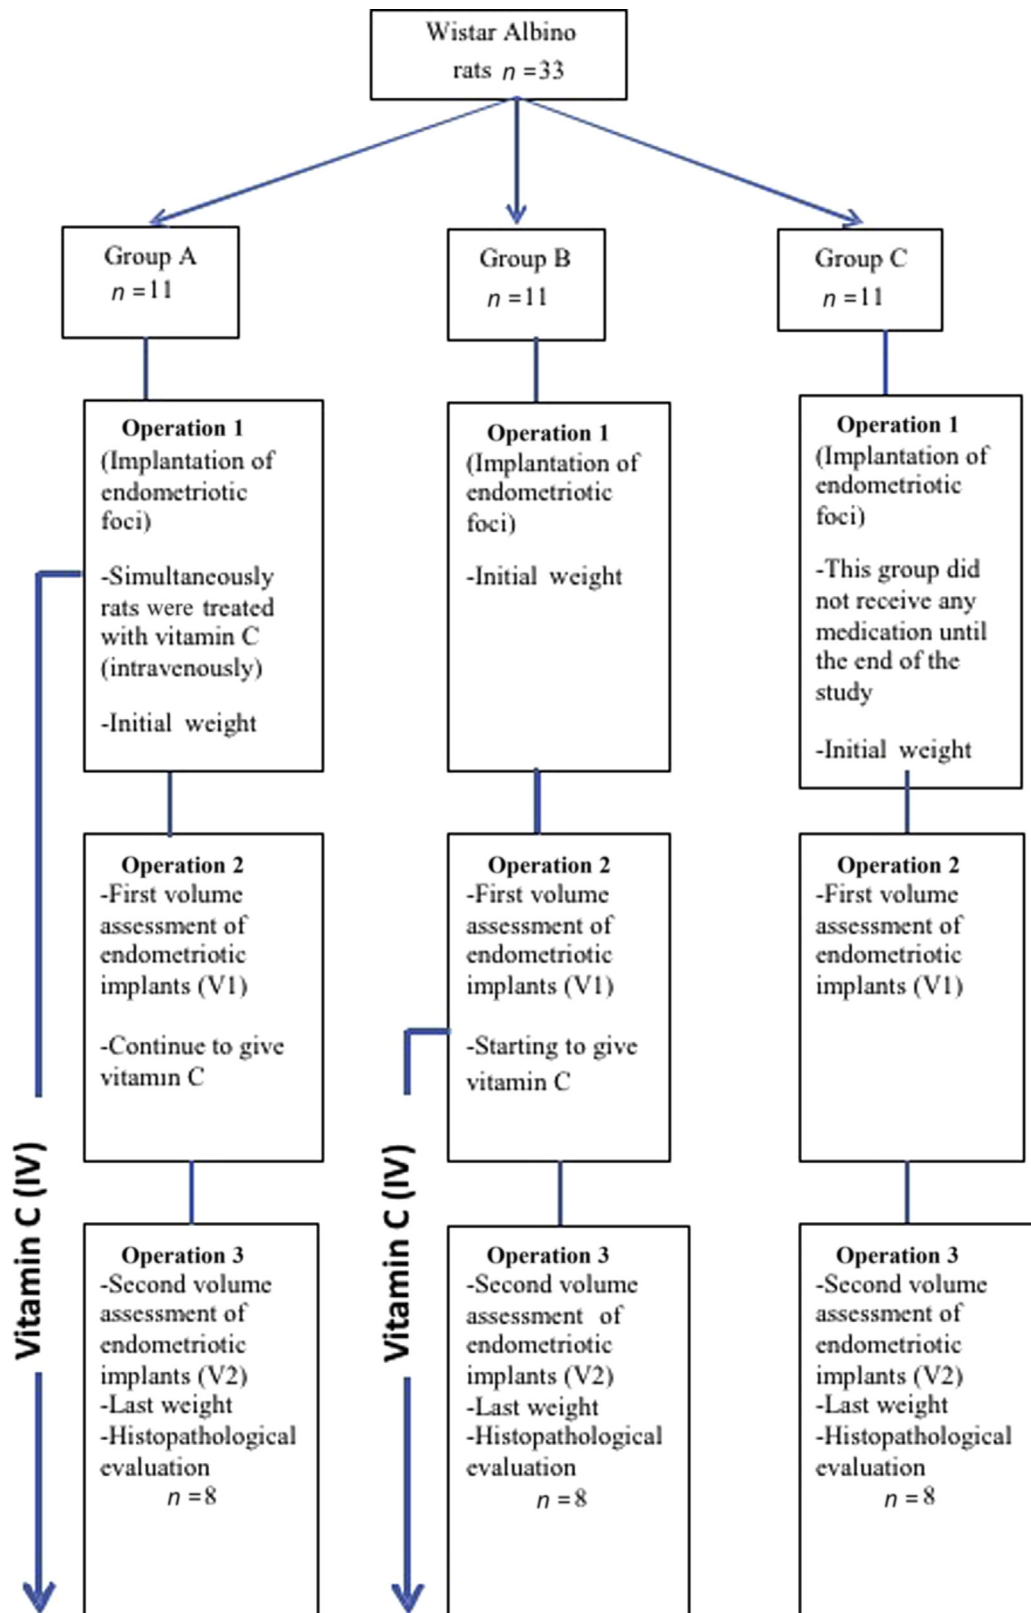 Wistar Albino
rats n =33
Group A
n =11
Group B
n =11
Group C
n =11
Operation 1
(Implantation of
endometriotic
foci)
-Simultaneously
rats were treated
with vitamin C
(intravenously)
-Initial weight
Operation 1
(Implantation of
endometriotic
foci)
-Initial weight
Operation 1
(Implantation of
endometriotic
foci)
-This group did
not receive any
medication until
the end of the
study
-Initial weight
Operation 2
-First volume
assessment of
endometriotic
implants (V1)
-Continue to give
vitamin C
Operation 2
-First volume
assessment of
endometriotic
implants (V1)
-Starting to give
vitamin C
Operation 2
-First volume
assessment of
endometriotic
implants (V1)
Vitamin C (IV)
Vitamin C (IV)
Operation 3
-Second volume
assessment of
endometriotic
implants (V2)
-Last weight
-Histopathological
evaluation
n =8
Operation 3
-Second volume
assessment of
endometriotic
implants (V2)
-Last weight
-Histopathological
evaluation
n =8
Operation 3
-Second volume
assessment of
endometriotic
implants (V2)
-Last weight
-Histopathological
evaluation
n =8